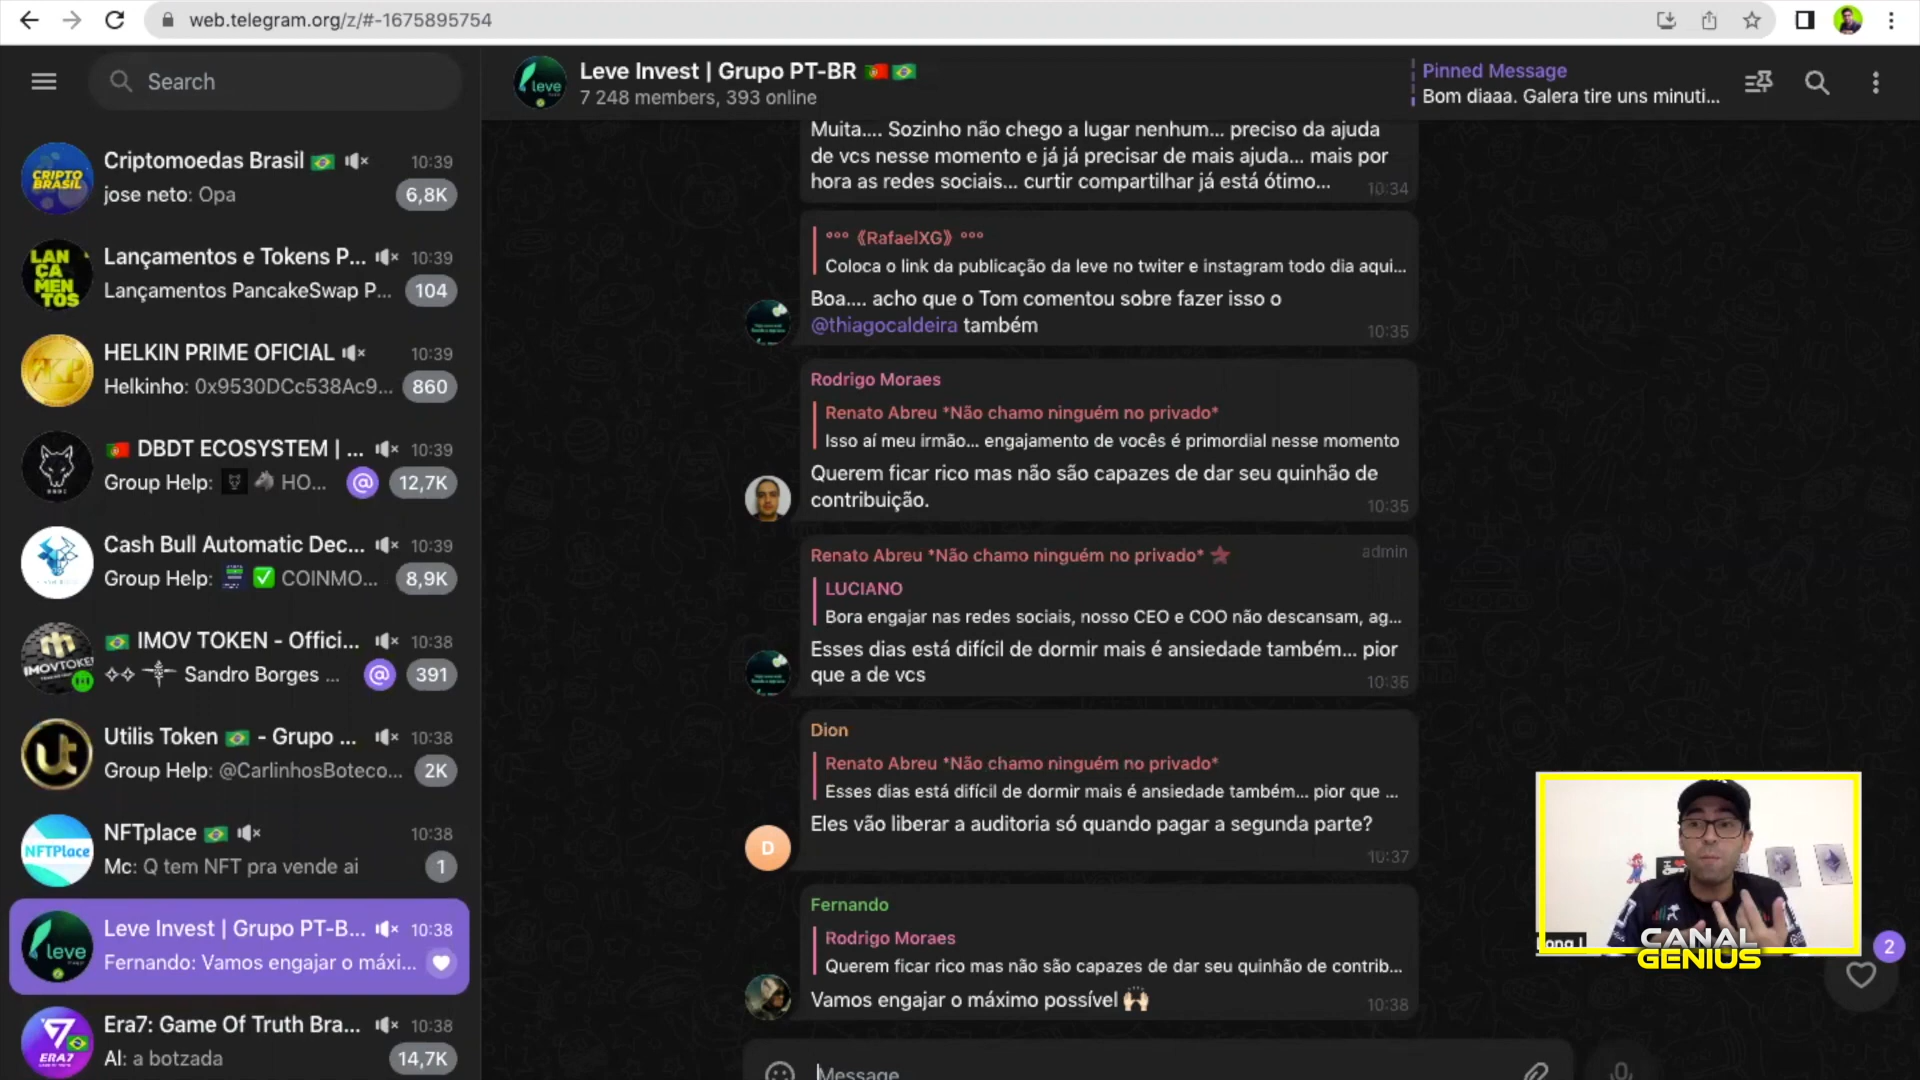 web.telegram.org/z/#-1675895754
Search
Criptomoedas Brasil 10:39
jose neto: Opa 6,8K
Lançamentos e Tokens P... 10:39
Lançamentos PancakeSwap P... 104
HELKIN PRIME OFICIAL 10:39
Helkinho: 0x9530DCc538Ac9... 860
DBDT ECOSYSTEM | ... 10:39
Group Help: HO... @ 12,7K
Cash Bull Automatic Dec... 10:39
Group Help: COINMO... 8,9K
IMOV TOKEN - Offici... 10:38
Sandro Borges ... @ 391
Utilis Token - Grupo ... 10:38
Group Help: @CarlinhosBoteco... 2K
NFTplace 10:38
Mc: Q tem NFT pra vende ai 1
Leve Invest | Grupo PT-B... 10:38
Fernando: Vamos engajar o máxi...
Era7: Game Of Truth Bra... 10:38
Al: a botzada 14,7K
CRIPTO
BRASIL
LAN
ÇA
MEN
TOS
IMOVTOKEN
ut
NFTPlace
leve
ERA7
leve
Leve Invest | Grupo PT-BR
7 248 members, 393 online
Pinned Message
Bom diaaa. Galera tire uns minuti...
Muita.... Sozinho não chego a lugar nenhum... preciso da ajuda
de vcs nesse momento e já já precisar de mais ajuda... mais por
hora as redes sociais... curtir compartilhar já está ótimo... 10:34
°°° 《RafaelXG》 °°°
Coloca o link da publicação da leve no twiter e instagram todo dia aqui...
Boa.... acho que o Tom comentou sobre fazer isso o
@thiagocaldeira também 10:35
Rodrigo Moraes
Renato Abreu *Não chamo ninguém no privado*
Isso aí meu irmão... engajamento de vocês é primordial nesse momento
Querem ficar rico mas não são capazes de dar seu quinhão de
contribuição. 10:35
Renato Abreu *Não chamo ninguém no privado* admin
LUCIANO
Bora engajar nas redes sociais, nosso CEO e COO não descansam, ag...
Esses dias está difícil de dormir mais é ansiedade também... pior
que a de vcs 10:35
Dion
Renato Abreu *Não chamo ninguém no privado*
Esses dias está difícil de dormir mais é ansiedade também... pior que ...
Eles vão liberar a auditoria só quando pagar a segunda parte?
D 10:37
Fernando
Rodrigo Moraes
Querem ficar rico mas não são capazes de dar seu quinhão de contrib...
Vamos engajar o máximo possível 10:38
Message
CANAL
GENIUS
2